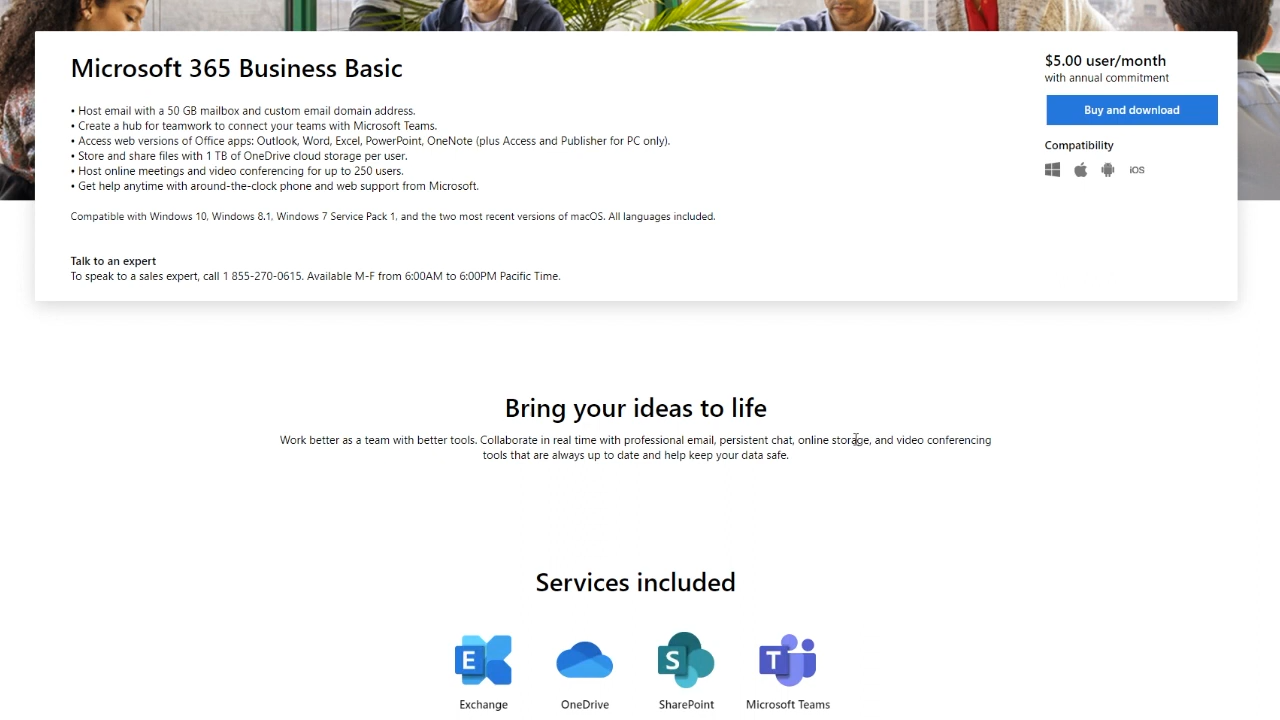 Microsoft 365 Business Basic
$5.00 user/month
with annual commitment
Buy and download
Compatibility
iOS
• Host email with a 50 GB mailbox and custom email domain address.
• Create a hub for teamwork to connect your teams with Microsoft Teams.
• Access web versions of Office apps: Outlook, Word, Excel, PowerPoint, OneNote (plus Access and Publisher for PC only).
• Store and share files with 1 TB of OneDrive cloud storage per user.
• Host online meetings and video conferencing for up to 250 users.
• Get help anytime with around-the-clock phone and web support from Microsoft.
Compatible with Windows 10, Windows 8.1, Windows 7 Service Pack 1, and the two most recent versions of macOS. All languages included.
Talk to an expert
To speak to a sales expert, call 1 855-270-0615. Available M-F from 6:00AM to 6:00PM Pacific Time.
Bring your ideas to life
Work better as a team with better tools. Collaborate in real time with professional email, persistent chat, online storage, and video conferencing
tools that are always up to date and help keep your data safe.
Services included
E
S
T
Exchange
OneDrive
SharePoint
Microsoft Teams